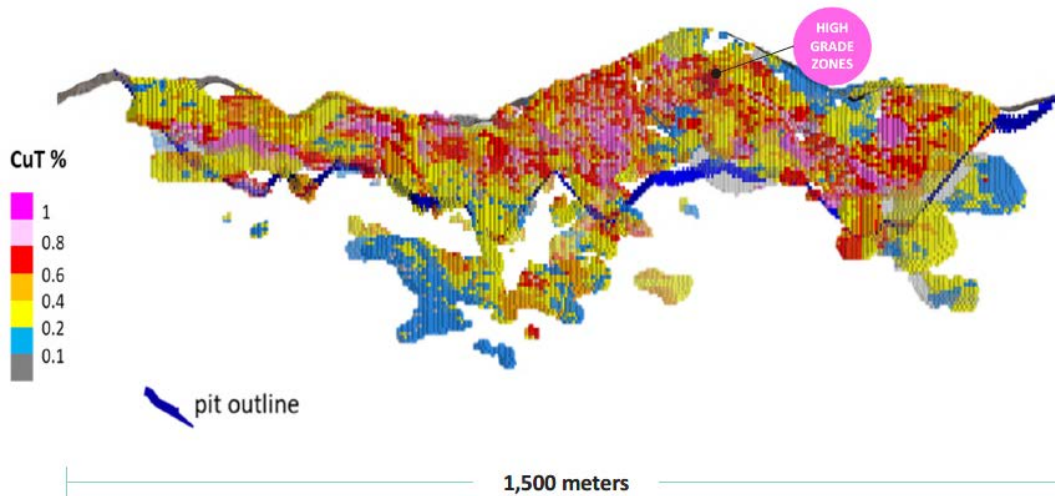 HIGH
GRADE
ZONES
CuT %
1
0.8
0.6
0.4
0.2
0.1
pit outline
1,500 meters